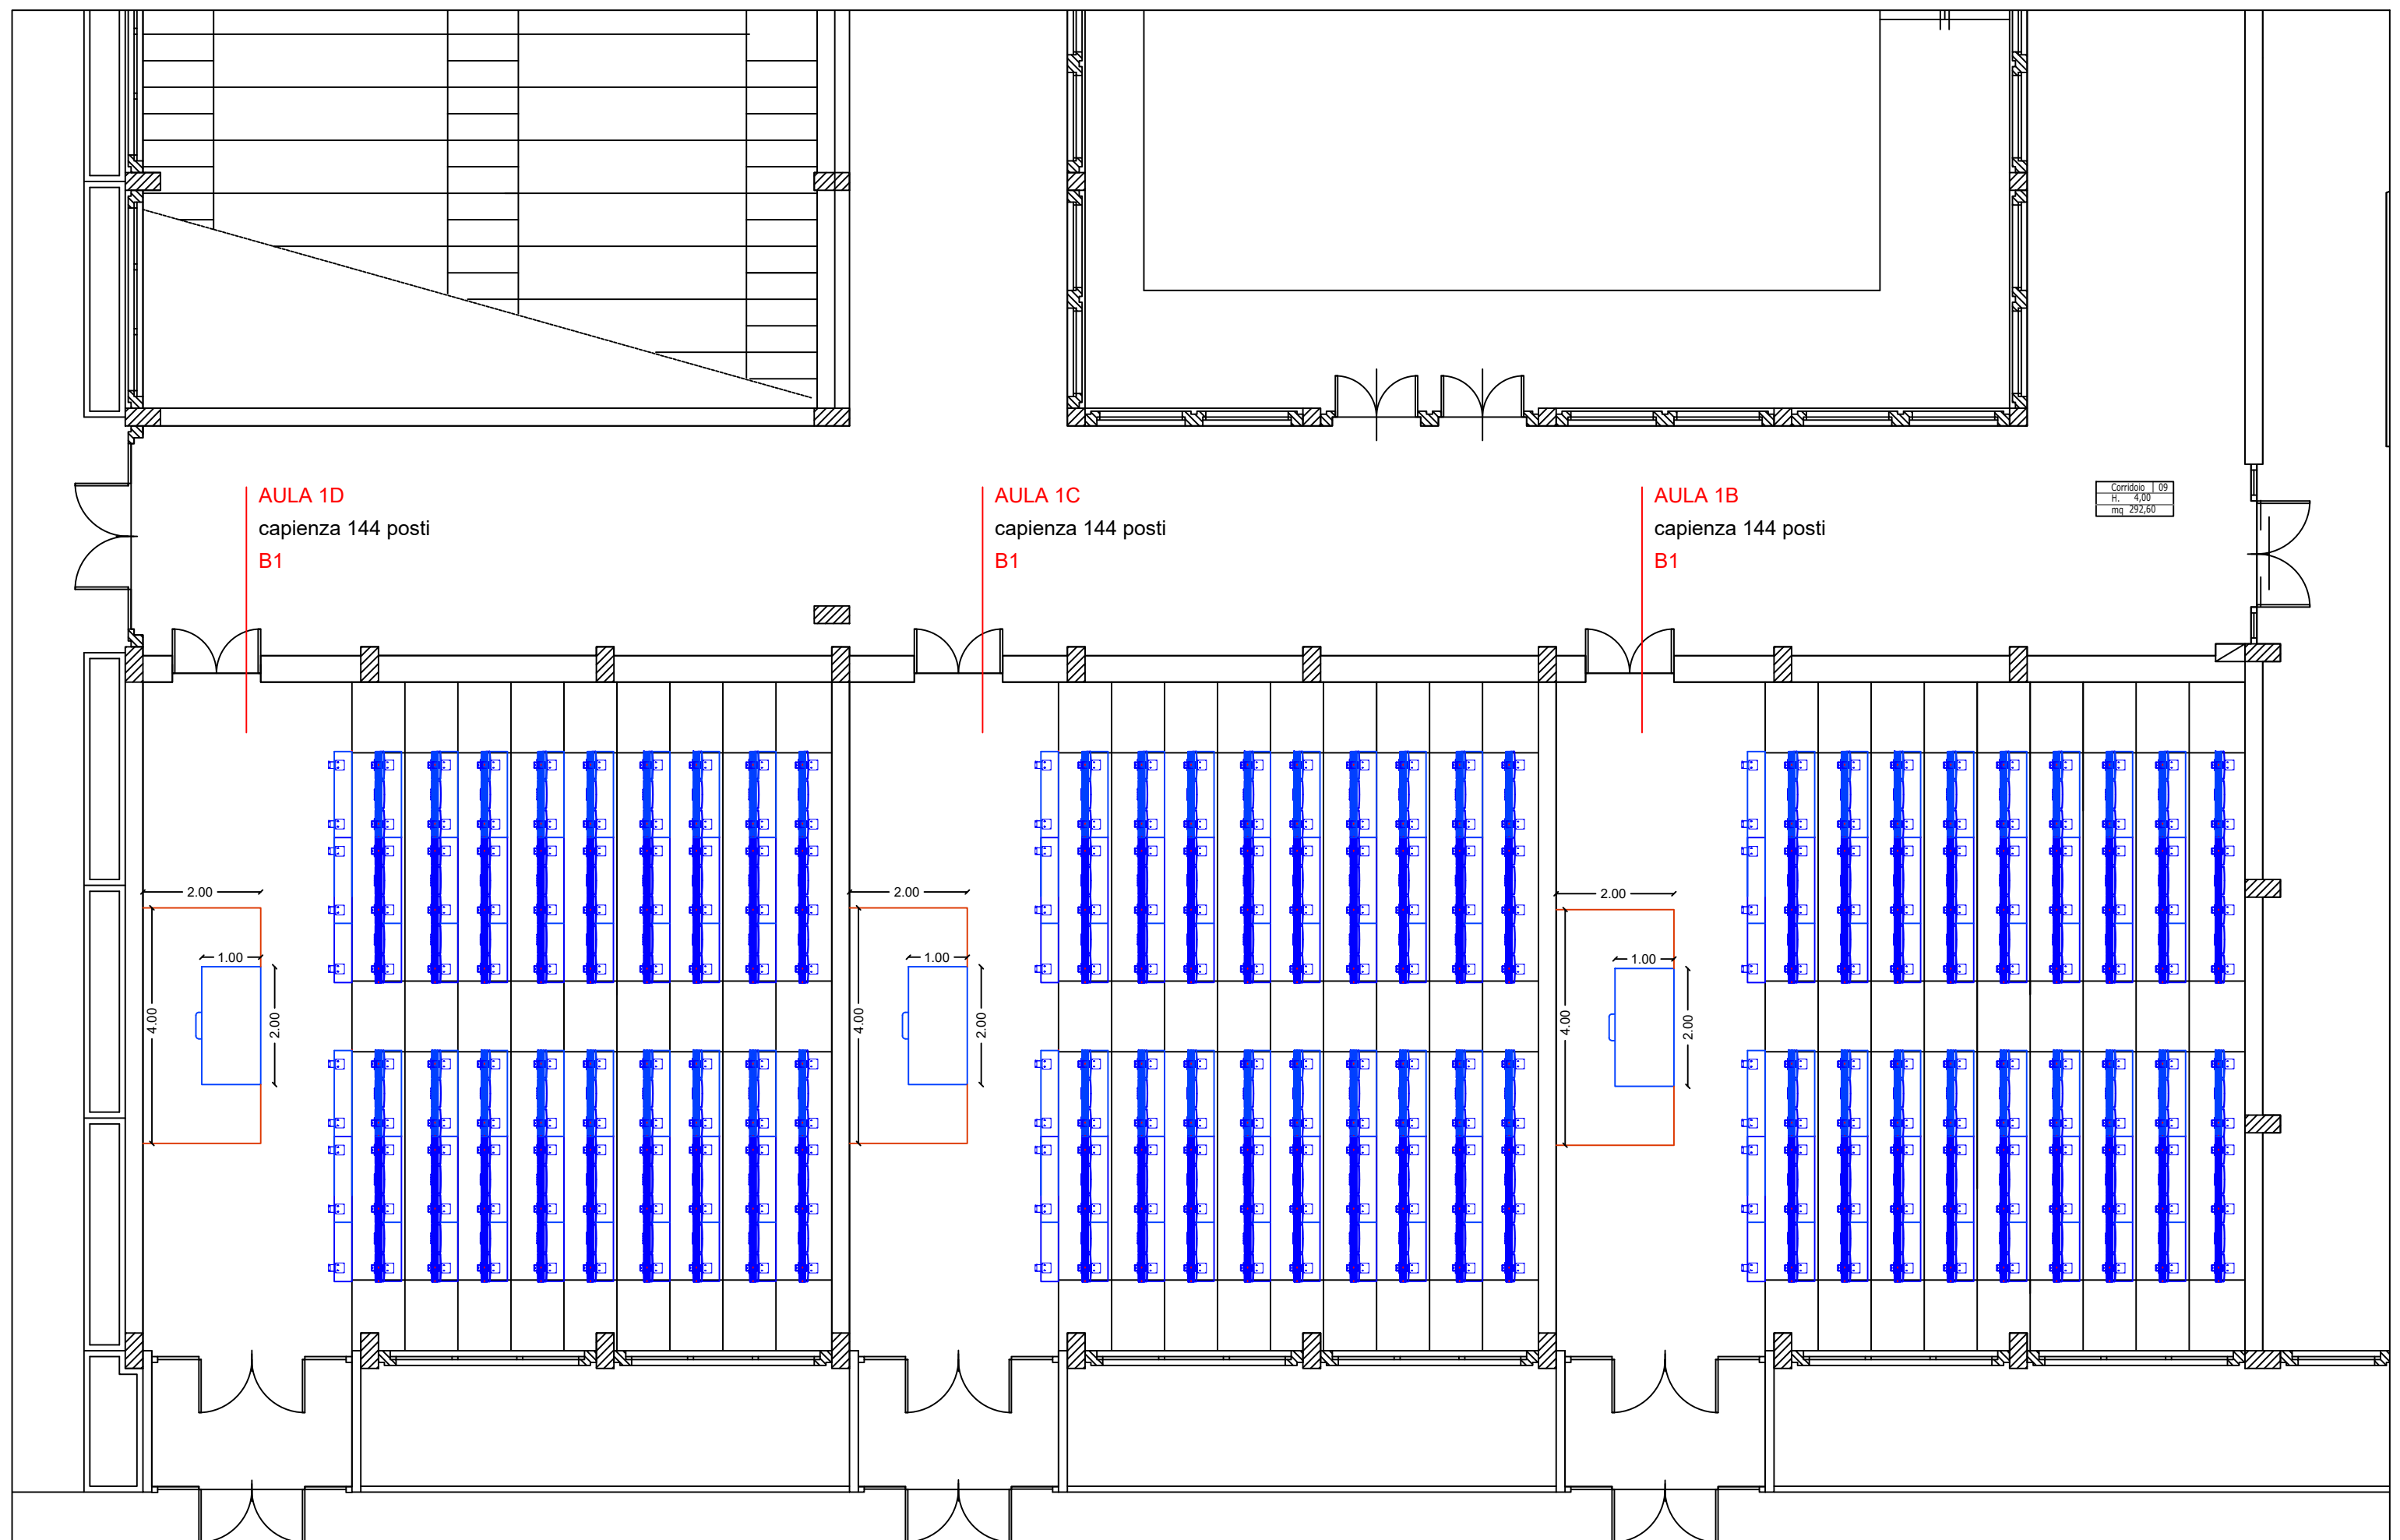 AULA 1D
capienza 144 posti
B1
AULA 1C
capienza 144 posti
B1
AULA 1B
capienza 144 posti
B1
Corridoio 09
H. 4,00
mq 292,60
2.00
1.00
4.00
2.00
2.00
1.00
4.00
2.00
2.00
1.00
4.00
2.00